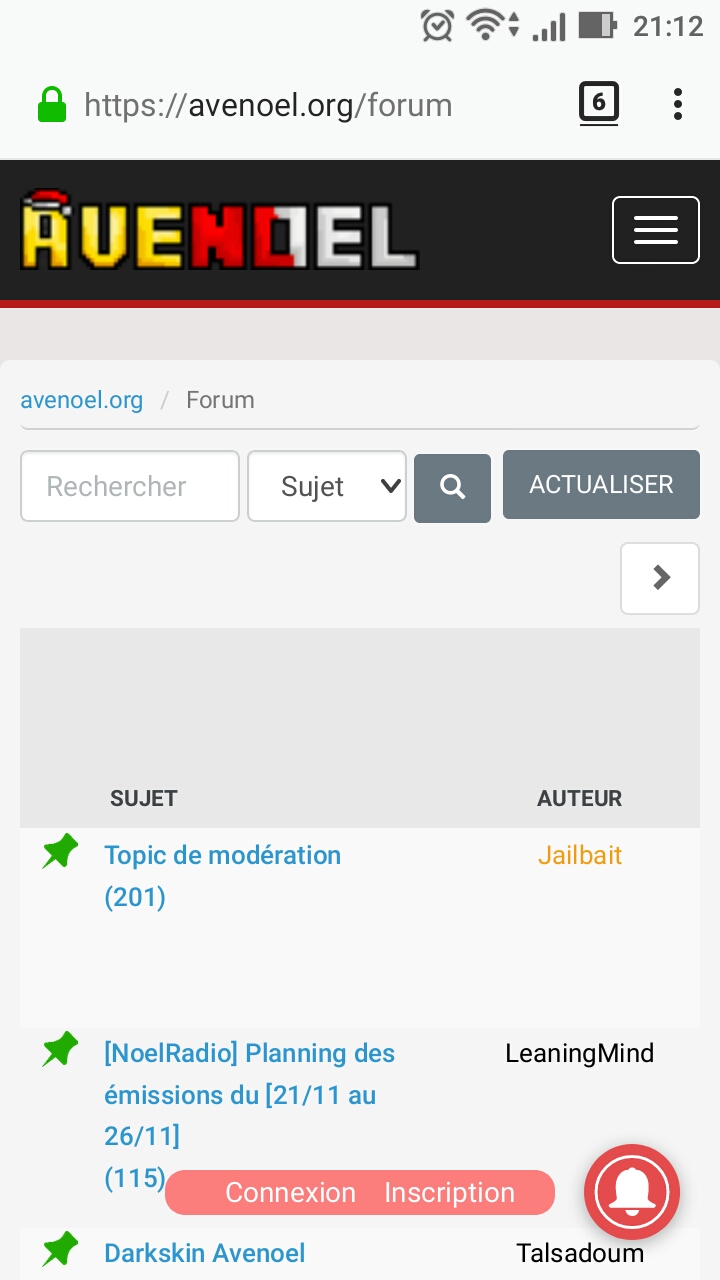 21:12
https://avenoel.org/forum
6
AVENOEL
avenoel.org / Forum
Rechercher
Sujet
ACTUALISER
SUJET
AUTEUR
Topic de modération
(201)
Jailbait
[NoelRadio] Planning des
émissions du [21/11 au
26/11]
(115)
LeaningMind
Connexion Inscription
Darkskin Avenoel
Talsadoum